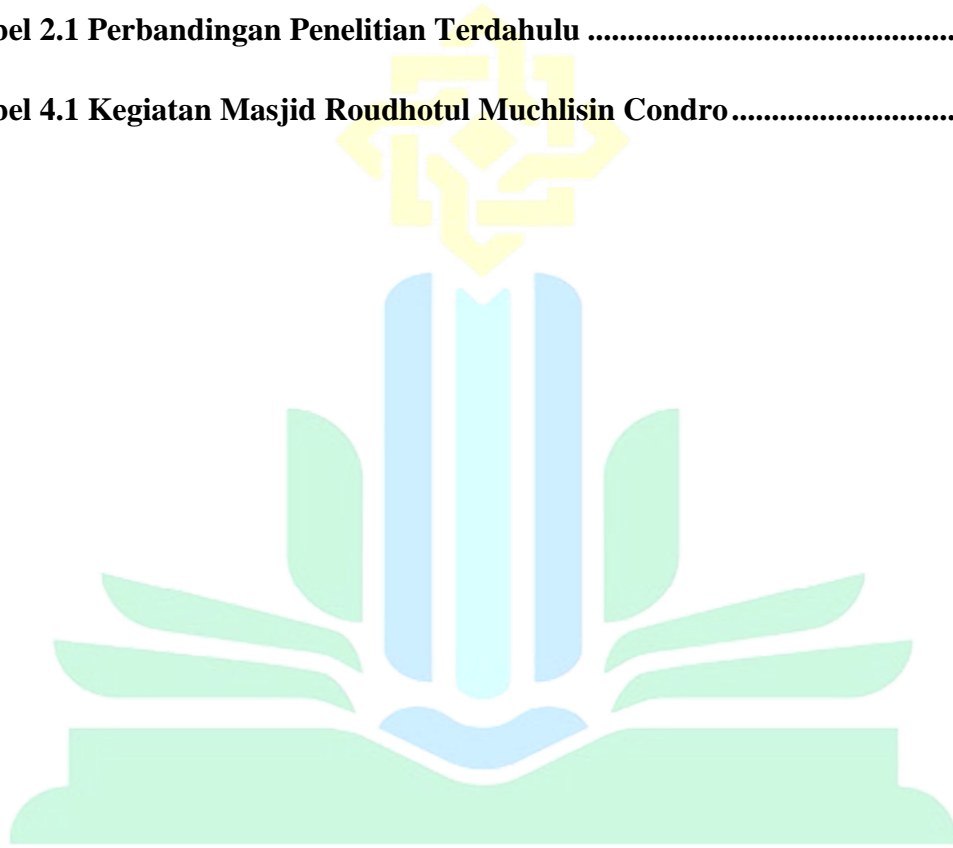 bel 2.1 Perbandingan Penelitian Terdahulu ............................................
bel 4.1 Kegiatan Masjid Roudhotul Muchlisin Condro...........................